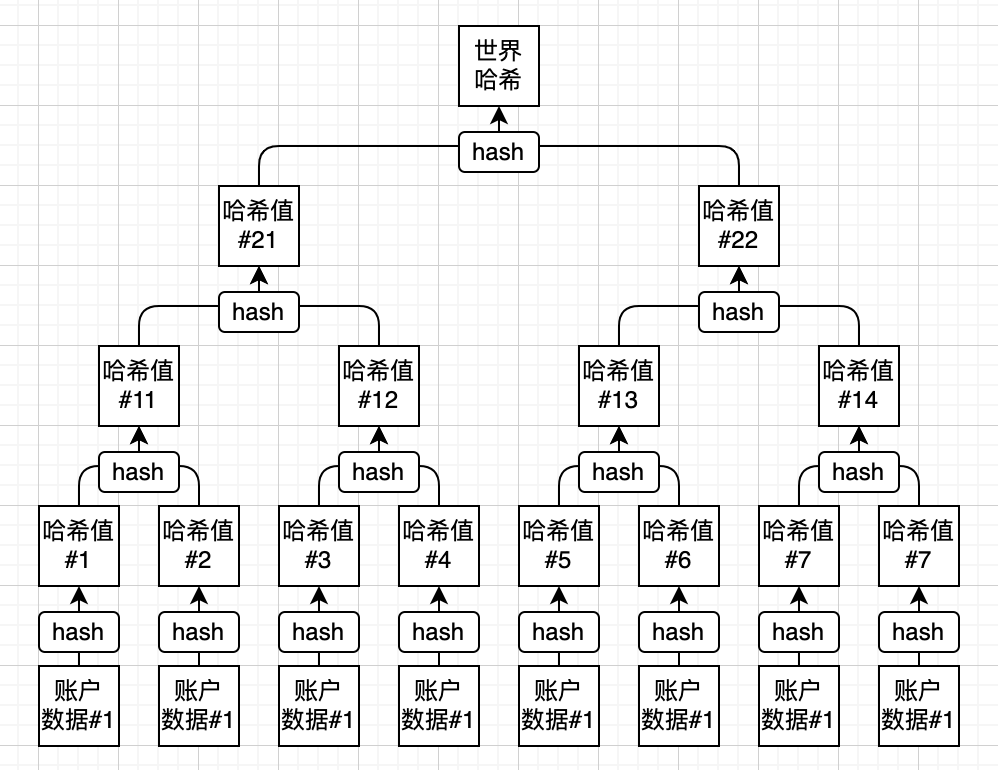 世界
哈希
hash
哈希值
#21
哈希值
#22
hash
hash
哈希值
#11
哈希值
#12
哈希值
#13
哈希值
#14
hash
hash
hash
hash
哈希值
#1
哈希值
#2
哈希值
#3
哈希值
#4
哈希值
#5
哈希值
#6
哈希值
#7
哈希值
#7
hash
hash
hash
hash
hash
hash
hash
hash
账户
数据#1
账户
数据#1
账户
数据#1
账户
数据#1
账户
数据#1
账户
数据#1
账户
数据#1
账户
数据#1